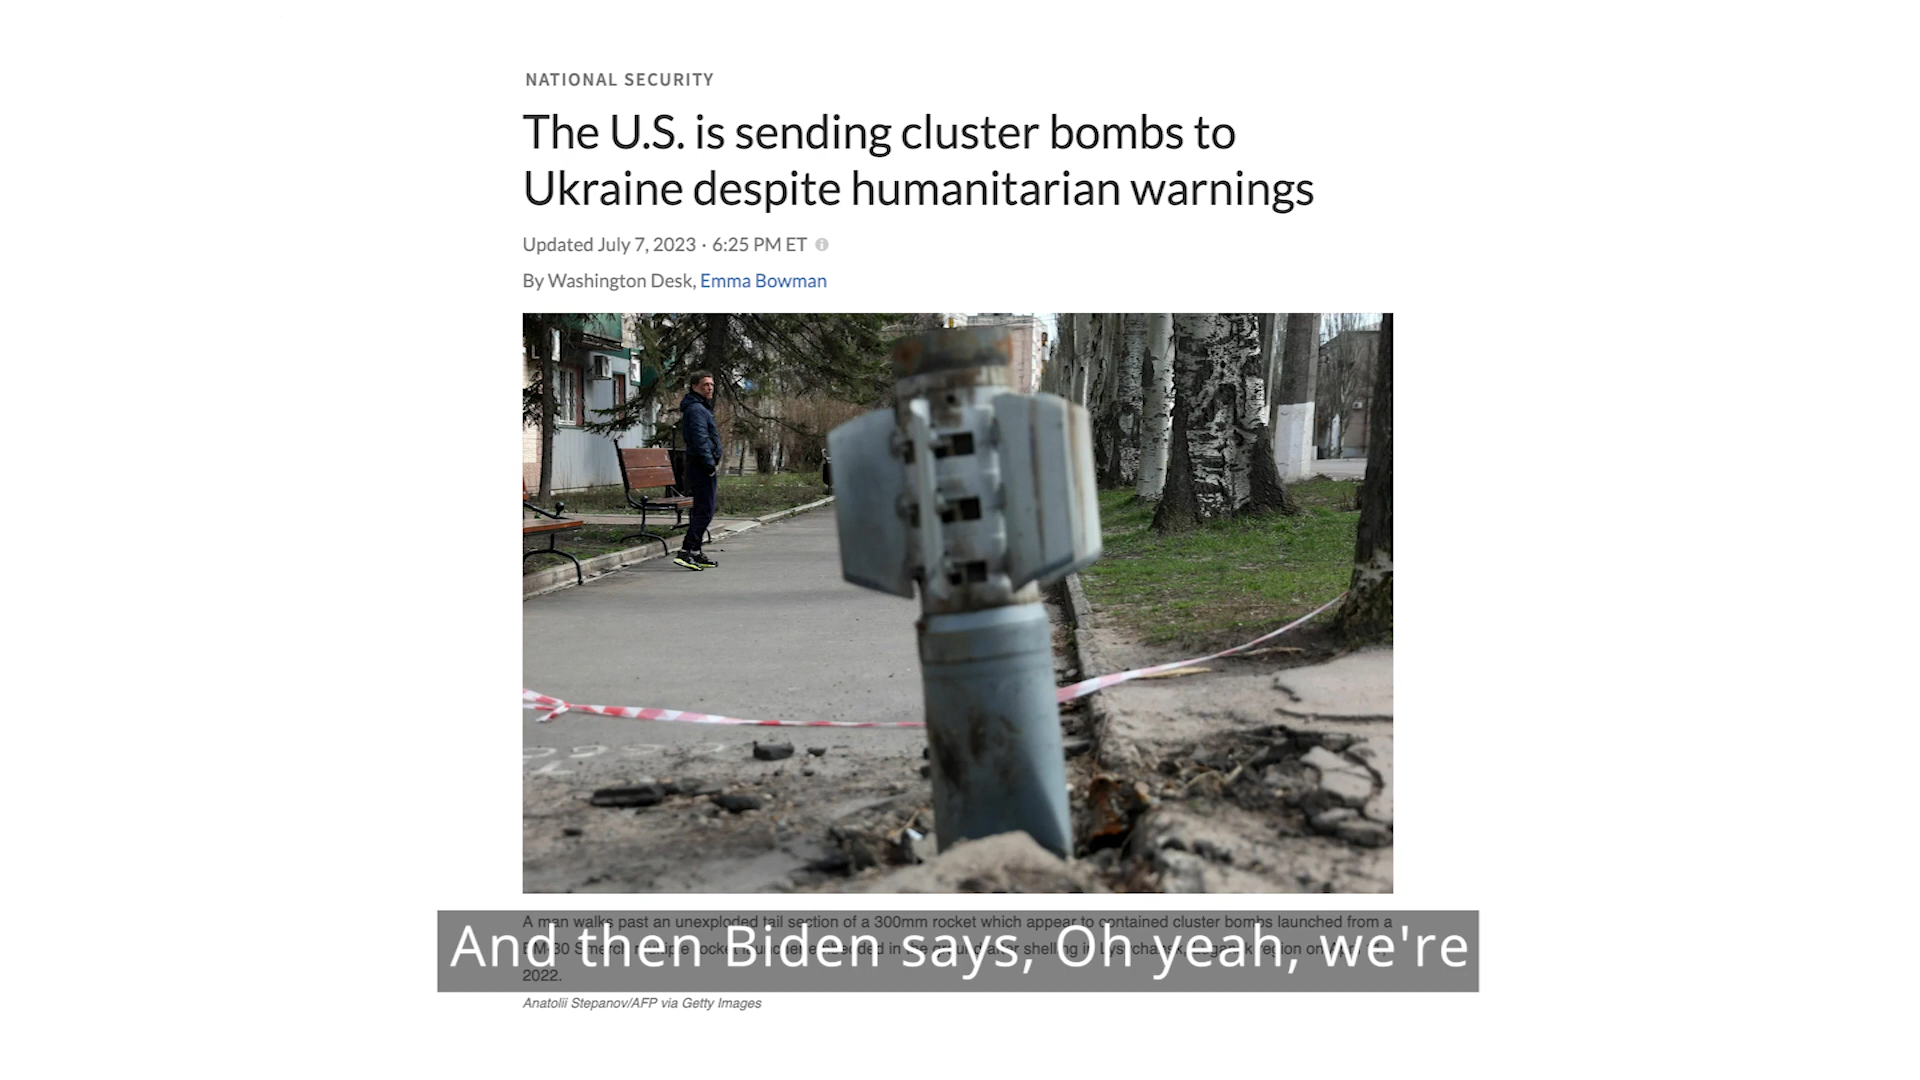 NATIONAL SECURITY
The U.S. is sending cluster bombs to
Ukraine despite humanitarian warnings
Updated July 7, 2023 · 6:25 PM ET
By Washington Desk, Emma Bowman
A man walks past an unexploded tail section of a 300mm rocket which appear to contained cluster bombs launched from a
And then Biden says, Oh yeah, we're
2022.
Anatolii Stepanov/AFP via Getty Images